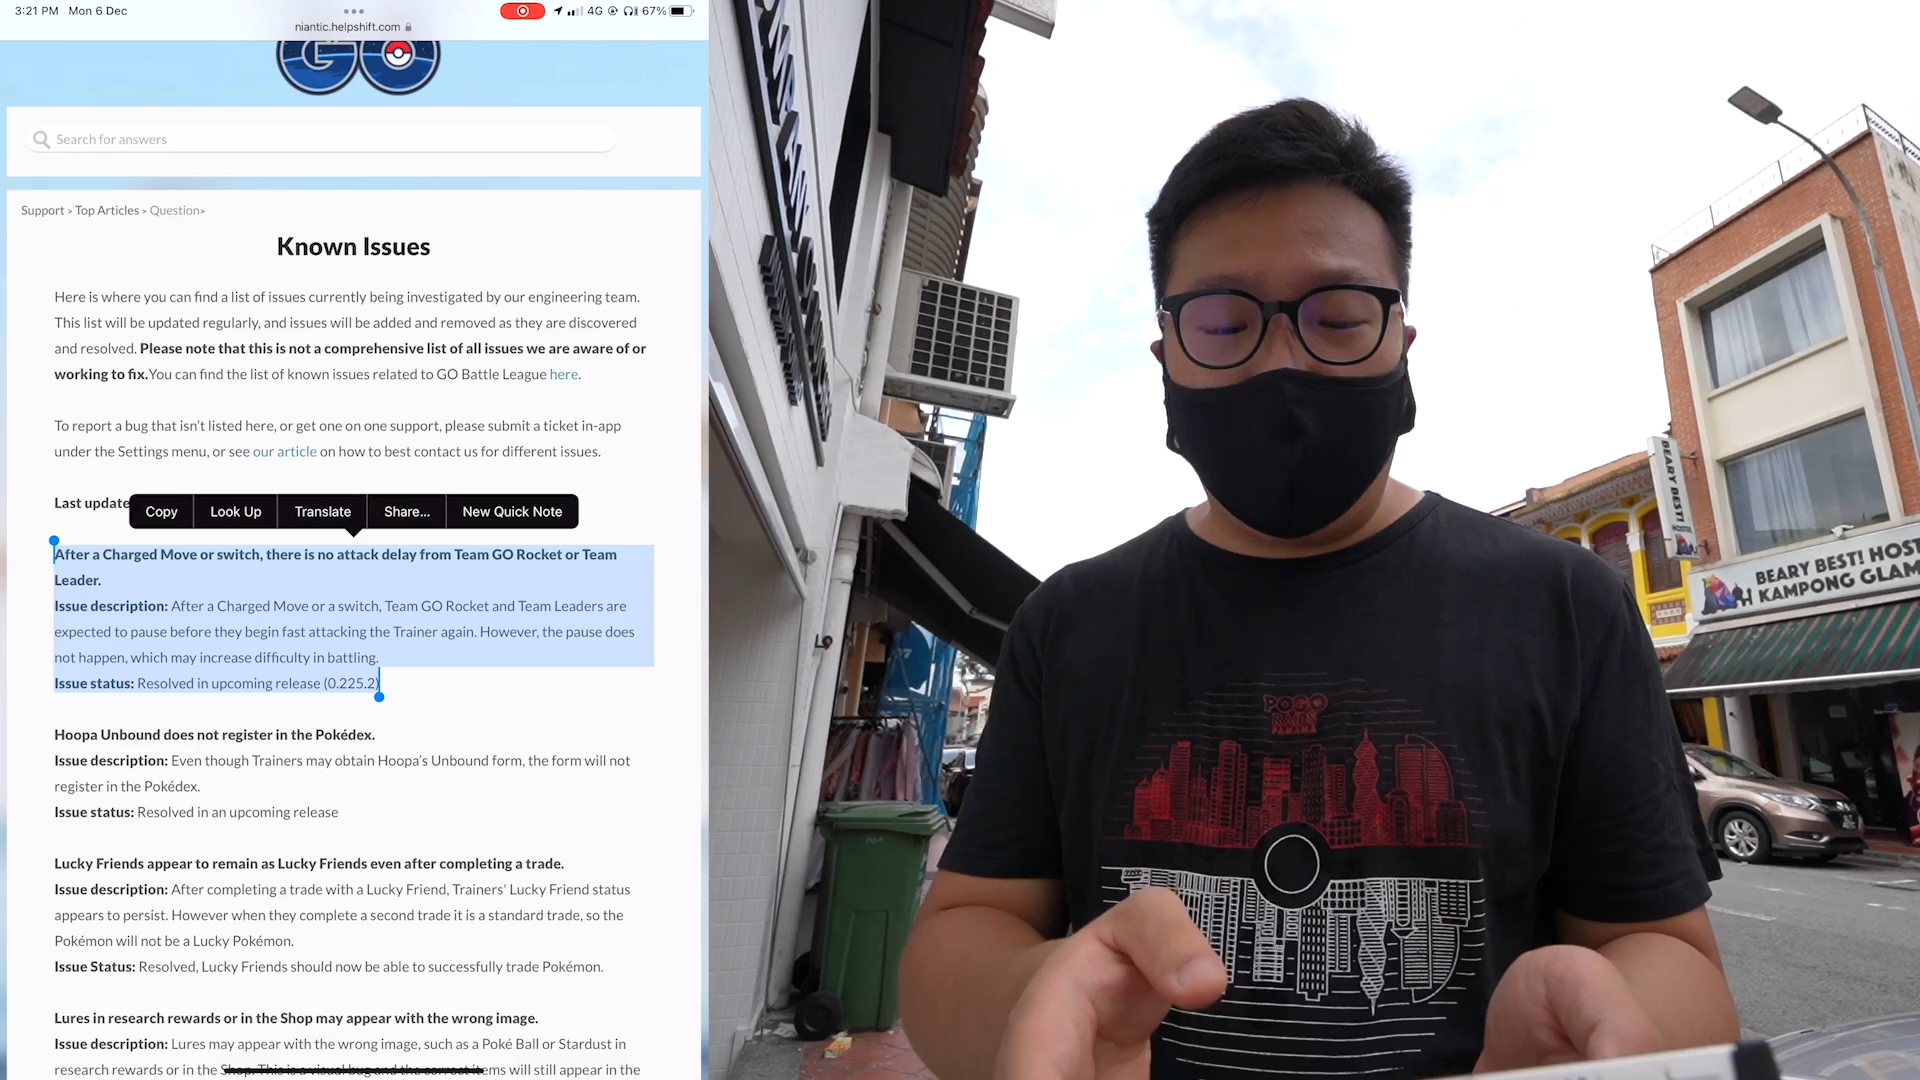 3:21 PM Mon 6 Dec
4G 67%
niantic.helpshift.com
GO
Search for answers
Support > Top Articles > Question>
Known Issues
Here is where you can find a list of issues currently being investigated by our engineering team.
This list will be updated regularly, and issues will be added and removed as they are discovered
and resolved. Please note that this is not a comprehensive list of all issues we are aware of or
working to fix.You can find the list of known issues related to GO Battle League here.
To report a bug that isn't listed here, or get one on one support, please submit a ticket in-app
under the Settings menu, or see our article on how to best contact us for different issues.
Last update
Copy Look Up Translate Share... New Quick Note
After a Charged Move or switch, there is no attack delay from Team GO Rocket or Team
Leader.
Issue description: After a Charged Move or a switch, Team GO Rocket and Team Leaders are
expected to pause before they begin fast attacking the Trainer again. However, the pause does
not happen, which may increase difficulty in battling.
Issue status: Resolved in upcoming release (0.225.2)
Hoopa Unbound does not register in the Pokédex.
Issue description: Even though Trainers may obtain Hoopa's Unbound form, the form will not
register in the Pokédex.
Issue status: Resolved in an upcoming release
Lucky Friends appear to remain as Lucky Friends even after completing a trade.
Issue description: After completing a trade with a Lucky Friend, Trainers' Lucky Friend status
appears to persist. However when they complete a second trade it is a standard trade, so the
Pokémon will not be a Lucky Pokémon.
Issue Status: Resolved, Lucky Friends should now be able to successfully trade Pokémon.
Lures in research rewards or in the Shop may appear with the wrong image.
Issue description: Lures may appear with the wrong image, such as a Poké Ball or Stardust in
research rewards or in the Shop. This is a visual bug and the correct items will still appear in the
POGO
RAIDS
PANAMA
BEARY BEST!
BEARY BEST! HOST
KAMPONG GLAM